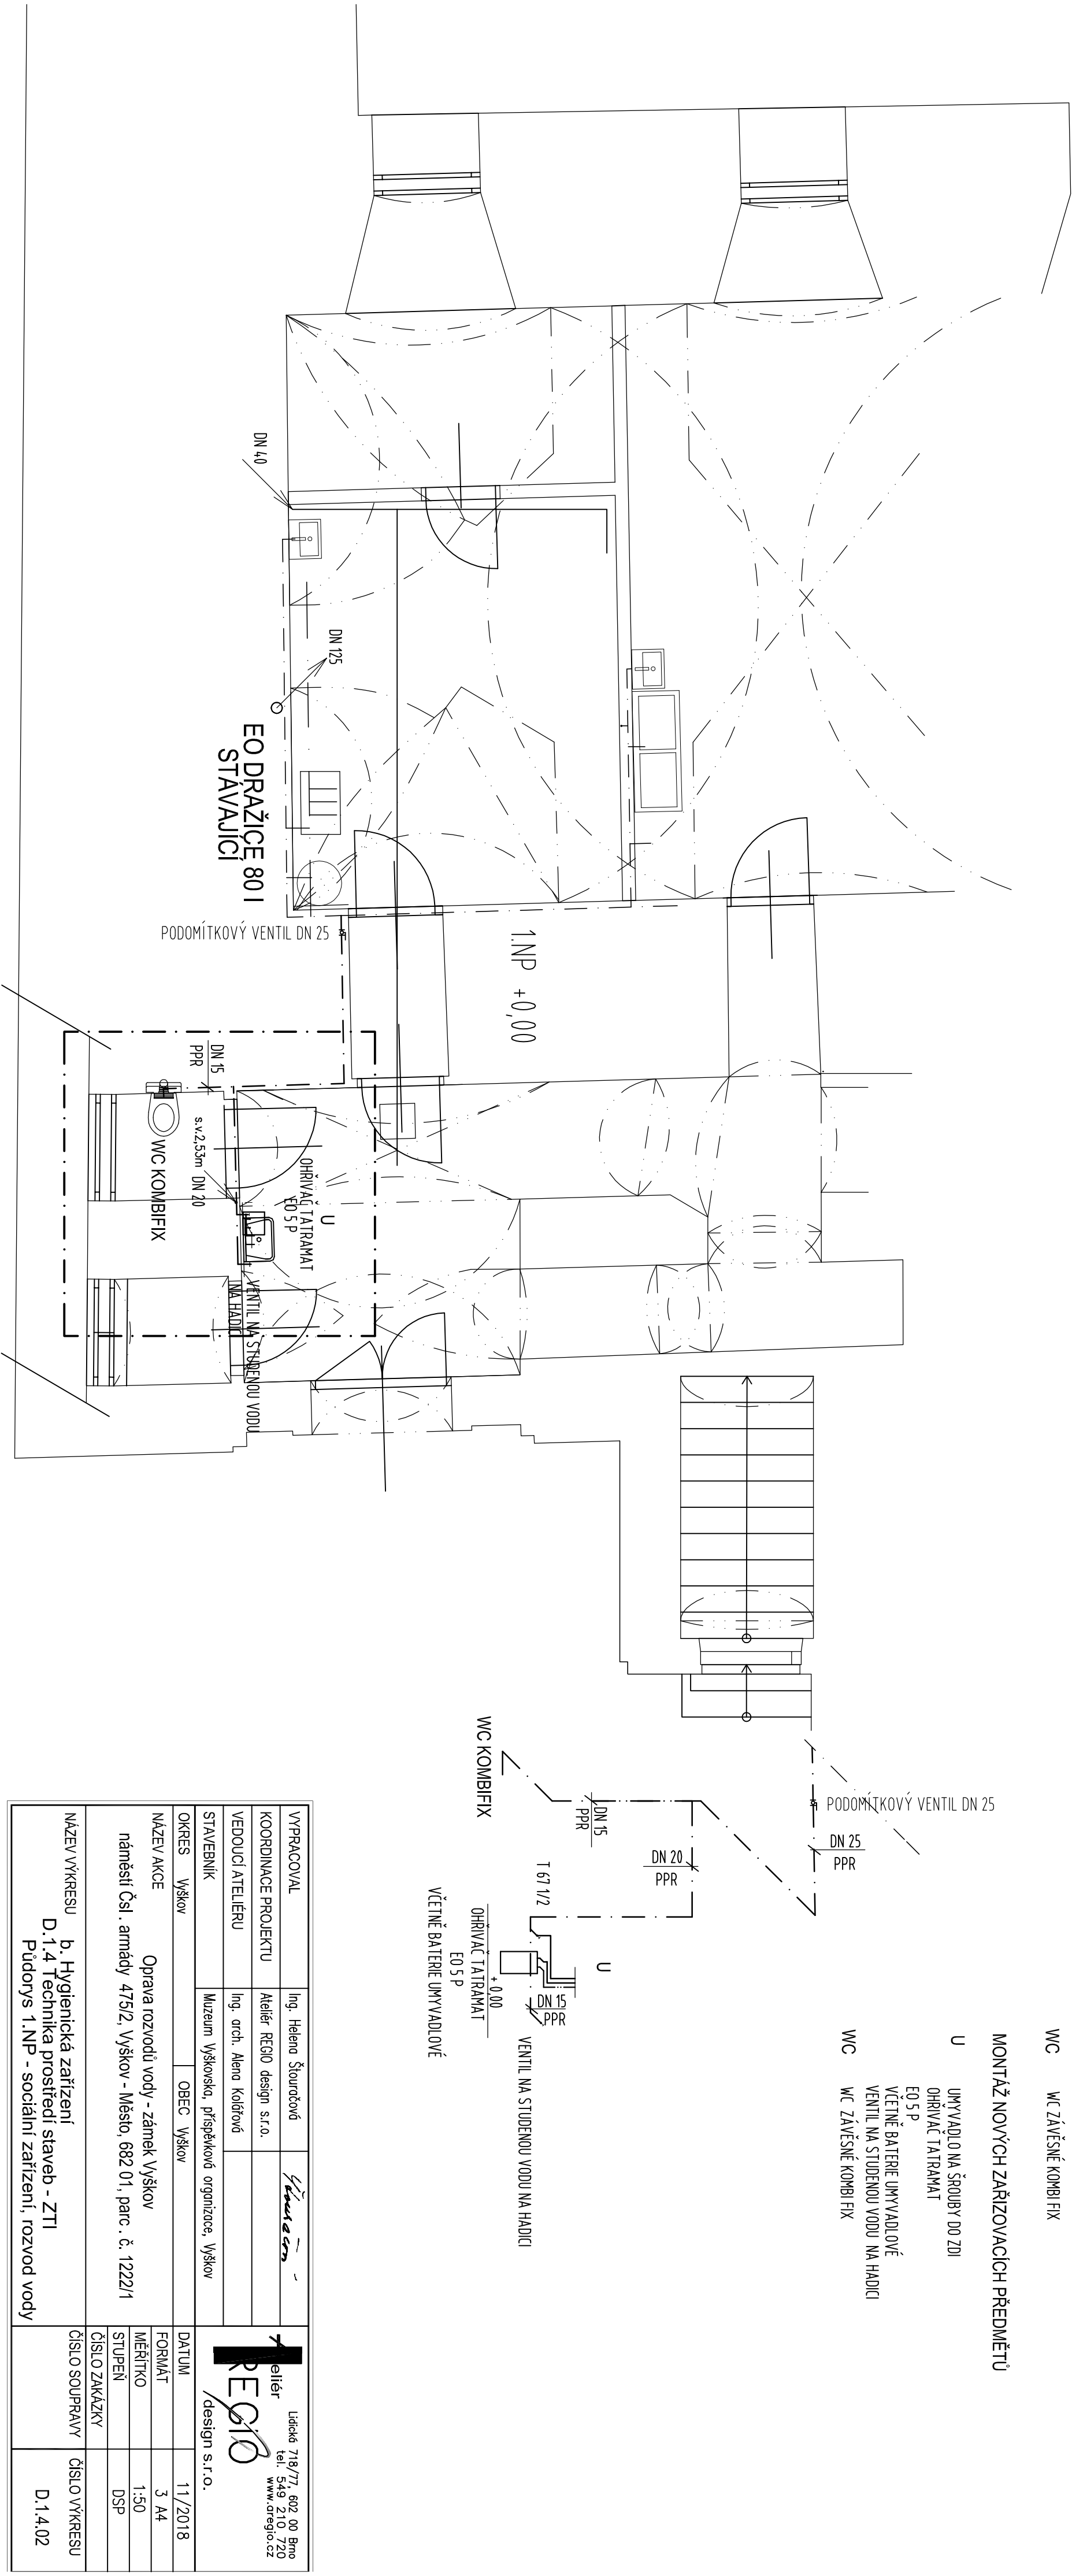 WC WC ZÁVĚSNÉ KOMBI FIX
MONTÁŽ NOVÝCH ZAŘIZOVACÍCH PŘEDMĚTŮ
U UMYVADLO NA ŠROUBY DO ZDI
OHŘIVAČ TATRAMAT
EO 5 P
VČETNĚ BATERIE UMYVADLOVÉ
VENTIL NA STUDENOU VODU NA HADICI
WC WC ZÁVĚSNÉ KOMBI FIX
DN 40
DN 125
EO DRAŽICE 80 l
STÁVAJÍCÍ
PODOMÍTKOVÝ VENTIL DN 25
1.NP +0,00
DN 15
PPR
s.v.2,53m DN 20
WC KOMBIFIX
U
OHŘIVAČ TATRAMAT
EO 5 P
VENTIL NA STUDENOU VODU
NA HADICI
PODOMÍTKOVÝ VENTIL DN 25
DN 25
PPR
DN 20
PPR
DN 15
PPR
WC KOMBIFIX
T 67 1/2
U
DN 15
PPR
+ 0,00
OHŘIVAČ TATRAMAT
EO 5 P
VČETNĚ BATERIE UMYVADLOVÉ
VENTIL NA STUDENOU VODU NA HADICI
VYPRACOVAL Ing. Helena Štouračová
KOORDINACE PROJEKTU Ateliér REGIO design s.r.o.
VEDOUCÍ ATELIÉRU Ing. arch. Alena Kolářová
STAVEBNÍK Muzeum Vyškovska, příspěvková organizace, Vyškov
OKRES Vyškov OBEC Vyškov
NÁZEV AKCE
Oprava rozvodů vody - zámek Vyškov
náměstí Čsl. armády 475/2, Vyškov - Město, 682 01, parc. č. 1222/1
NÁZEV VÝKRESU
b. Hygienická zařízení
D.1.4 Technika prostředí staveb - ZTI
Půdorys 1.NP - sociální zařízení, rozvod vody
Ateliér
REGIO
design s.r.o.
Lidická 718/77, 602 00 Brno
tel. 549 210 720
www.aregio.cz
DATUM 11/2018
FORMÁT 3 A4
MĚŘÍTKO 1:50
STUPEŇ DSP
ČÍSLO ZAKÁZKY
ČÍSLO SOUPRAVY ČÍSLO VÝKRESU
D.1.4.02